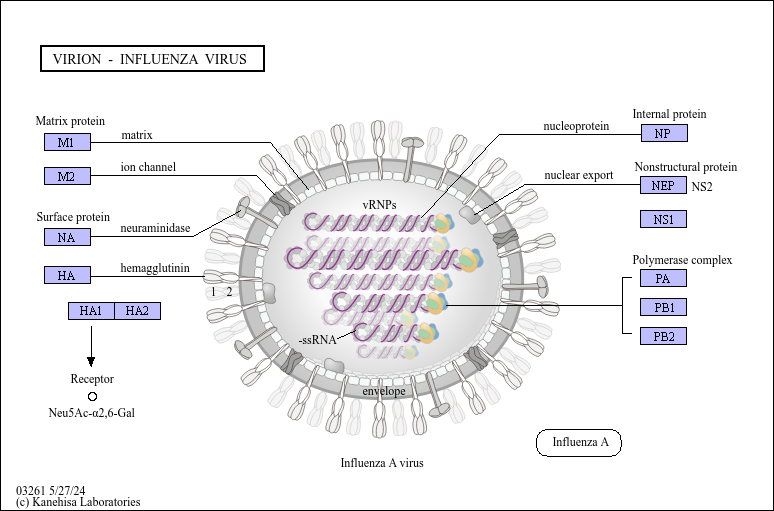 VIRION - INFLUENZA VIRUS
Matrix protein
M1
matrix
M2
ion channel
Surface protein
NA
neuraminidase
HA
hemagglutinin
1 2
HA1 HA2
Receptor
Neu5Ac-α2,6-Gal
vRNPs
-ssRNA
envelope
Influenza A virus
Internal protein
nucleoprotein
NP
Nonstructural protein
nuclear export
NEP NS2
NS1
Polymerase complex
PA
PB1
PB2
Influenza A
03261 5/27/24
(c) Kanehisa Laboratories